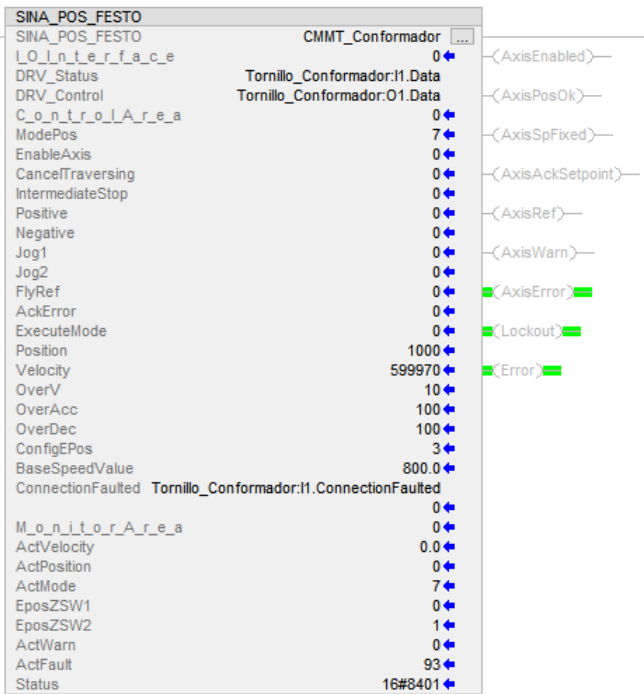 SINA_POS_FESTO
SINA_POS_FESTO CMMT_Conformador ...
I_O_I_n_t_e_r_f_a_c_e 0 (AxisEnabled)
DRV_Status Tornillo_Conformador:I1.Data
DRV_Control Tornillo_Conformador:O1.Data (AxisPosOk)
C_o_n_t_r_o_l_A_r_e_a 0
ModePos 7 (AxisSpFixed)
EnableAxis 0
CancelTraversing 0 (AxisAckSetpoint)
IntermediateStop 0
Positive 0 (AxisRef)
Negative 0
Jog1 0 (AxisWarn)
Jog2 0
FlyRef 0 (AxisError)
AckError 0
ExecuteMode 0 (Lockout)
Position 1000
Velocity 599970 (Error)
OverV 10
OverAcc 100
OverDec 100
ConfigEPos 3
BaseSpeedValue 800.0
ConnectionFaulted Tornillo_Conformador:I1.ConnectionFaulted
0
M_o_n_i_t_o_r_A_r_e_a 0
ActVelocity 0.0
ActPosition 0
ActMode 7
EposZSW1 0
EposZSW2 1
ActWarn 0
ActFault 93
Status 16#8401